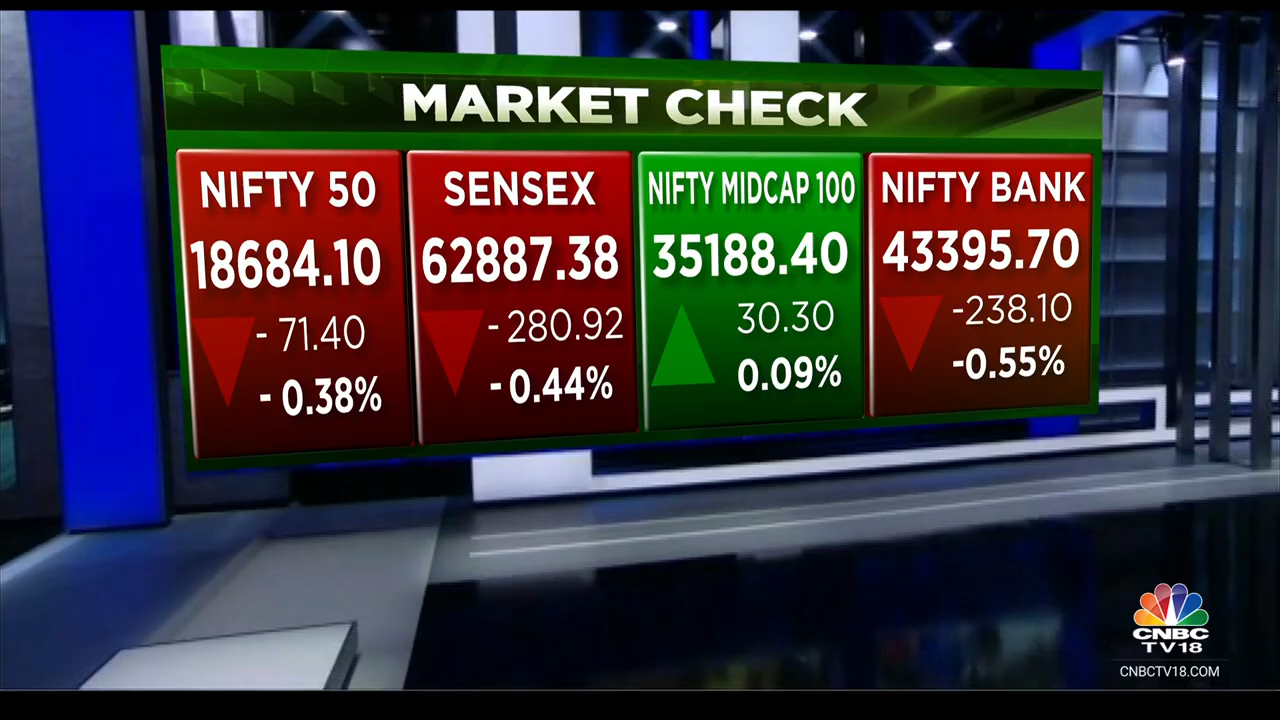 MARKET CHECK
NIFTY 50
18684.10
- 71.40
- 0.38%
SENSEX
62887.38
- 280.92
- 0.44%
NIFTY MIDCAP 100
35188.40
30.30
0.09%
NIFTY BANK
43395.70
-238.10
-0.55%
CNBC
TV18
CNBCTV18.COM